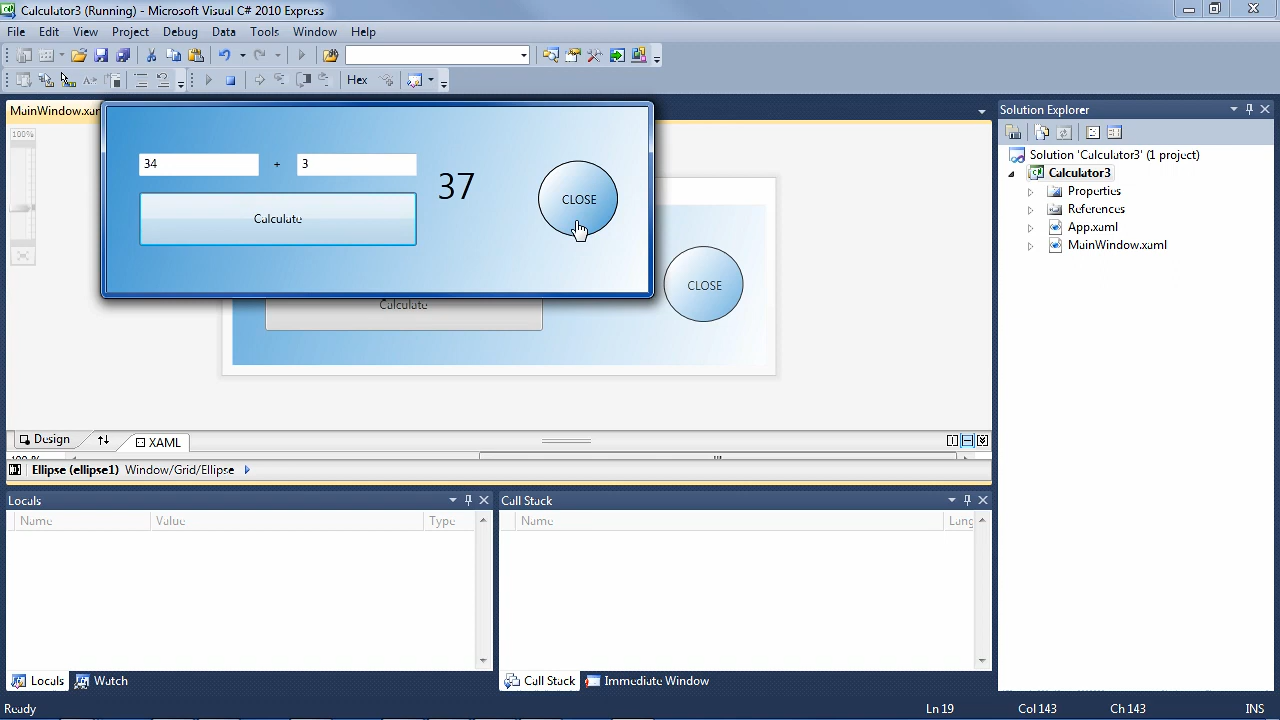 Calculator3 (Running) - Microsoft Visual C# 2010 Express
File Edit View Project Debug Data Tools Window Help
Hex
MainWindow.xam
100%
34 + 3
37
Calculate
CLOSE
Calculate
CLOSE
Solution Explorer
Solution 'Calculator3' (1 project)
Calculator3
Properties
References
App.xaml
MainWindow.xaml
Design XAML
Ellipse (ellipse1) Window/Grid/Ellipse
Locals
Name Value Type
Call Stack
Name Lang
Locals Watch
Call Stack Immediate Window
Ready Ln 19 Col 143 Ch 143 INS